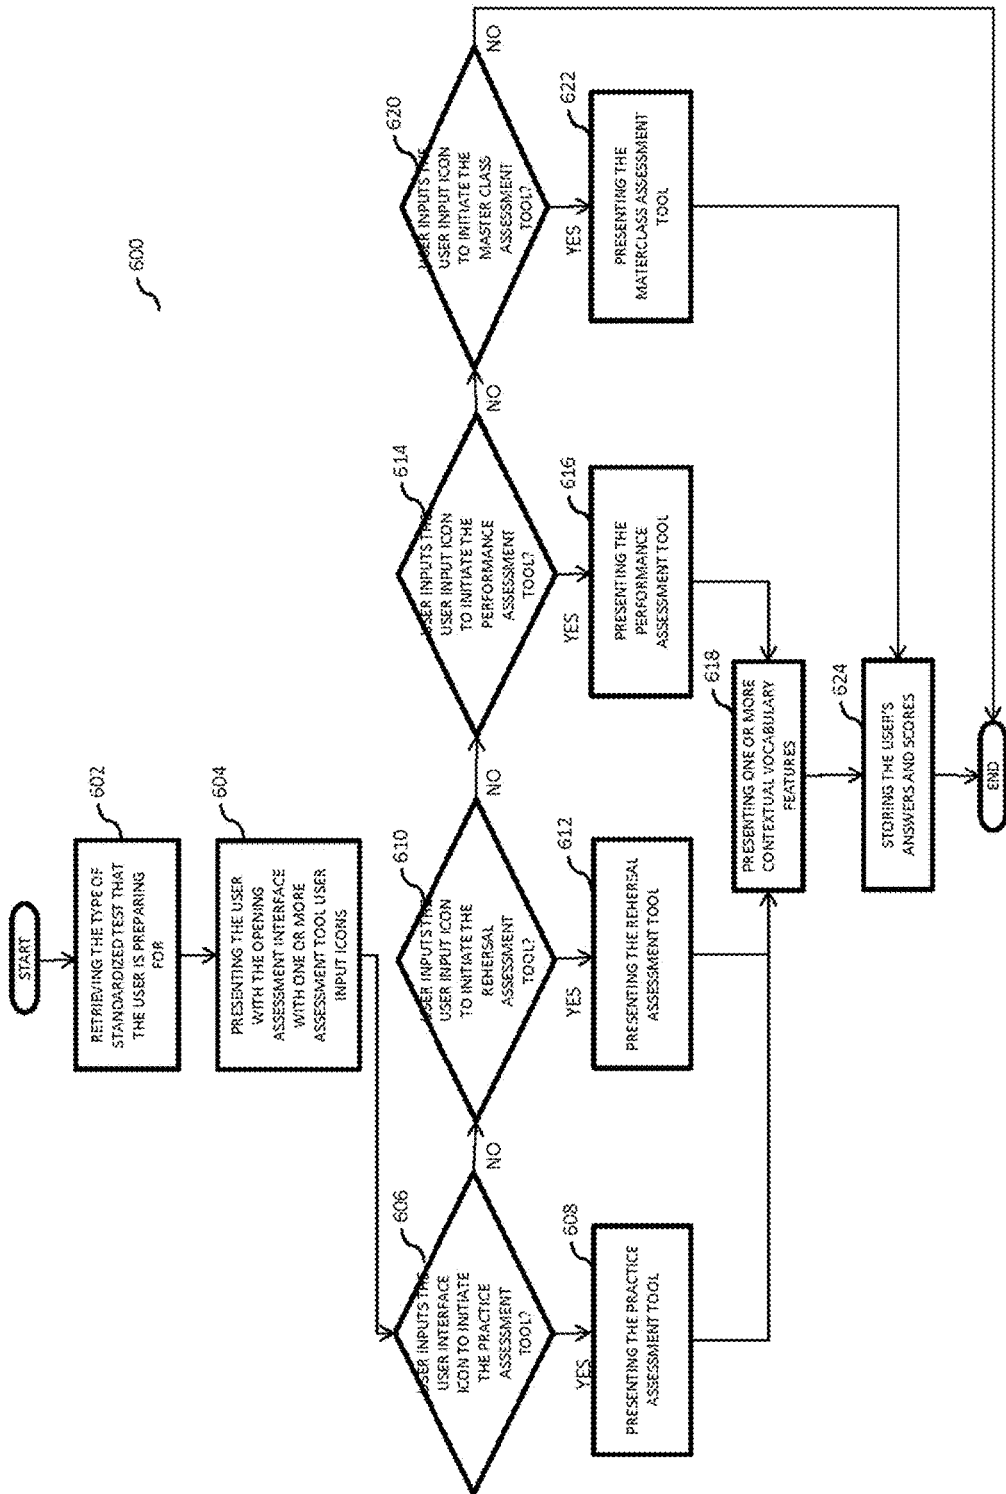 600
START
602
RETRIEVING THE TYPE OF
STANDARDIZED TEST THAT
THE USER IS PREPARING
FOR
604
PRESENTING THE USER
WITH THE OPENING
ASSESSMENT INTERFACE
WITH ONE OR MORE
ASSESSMENT TOOL USER
INPUT ICONS
606
USER INPUTS THE
USER INTERFACE
ICON TO INITIATE
THE PRACTICE
ASSESSMENT
TOOL?
NO
YES
608
PRESENTING THE PRACTICE
ASSESSMENT TOOL
610
USER INPUTS THE
USER INPUT ICON
TO INITIATE THE
REHERSAL
ASSESSMENT
TOOL?
NO
YES
612
PRESENTING THE REHERSAL
ASSESSMENT TOOL
614
USER INPUTS THE
USER INPUT ICON
TO INITIATE THE
PERFORMANCE
ASSESSMENT
TOOL?
NO
YES
616
PRESENTING THE
PERFORMANCE
ASSESSMENT TOOL
620
USER INPUTS THE
USER INPUT ICON
TO INITIATE THE
MASTER CLASS
ASSESSMENT
TOOL?
NO
YES
622
PRESENTING THE
MATERCLASS ASSESSMENT
TOOL
618
PRESENTING ONE OR MORE
CONTEXTUAL VOCABULARY
FEATURES
624
STORING THE USER'S
ANSWERS AND SCORES
END